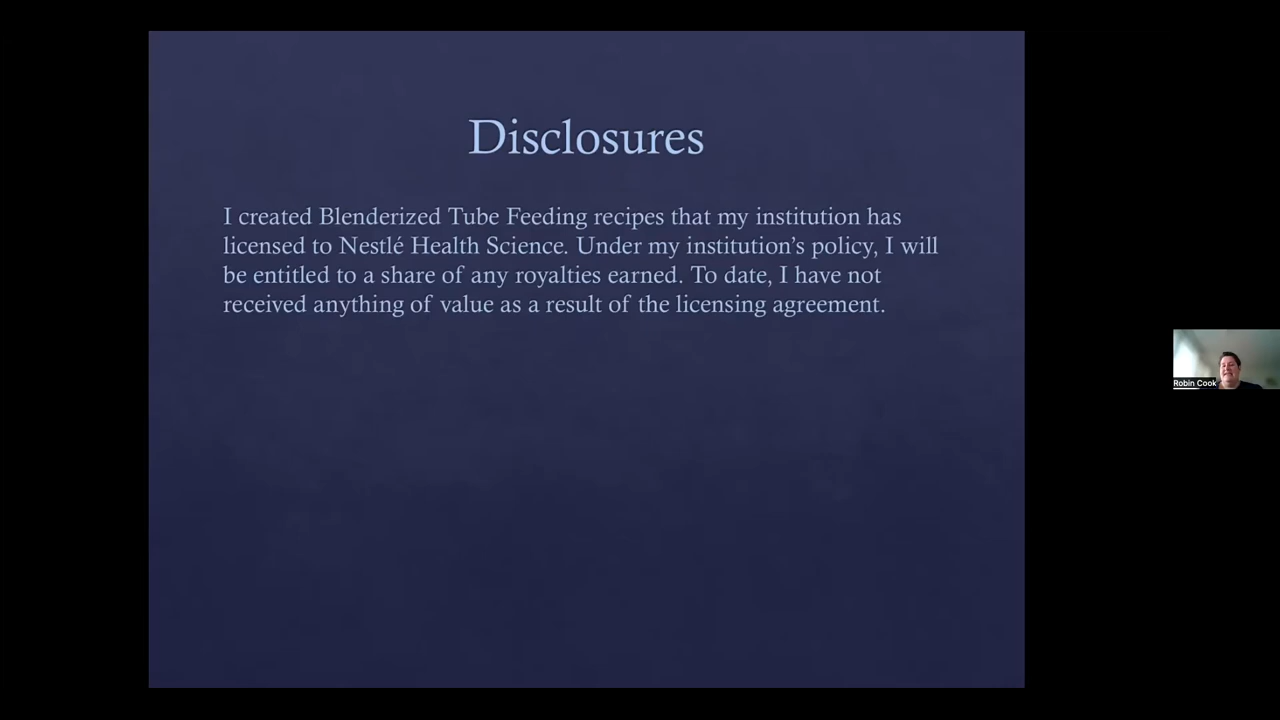 Disclosures
I created Blenderized Tube Feeding recipes that my institution has
licensed to Nestlé Health Science. Under my institution’s policy, I will
be entitled to a share of any royalties earned. To date, I have not
received anything of value as a result of the licensing agreement.
Robin Cook